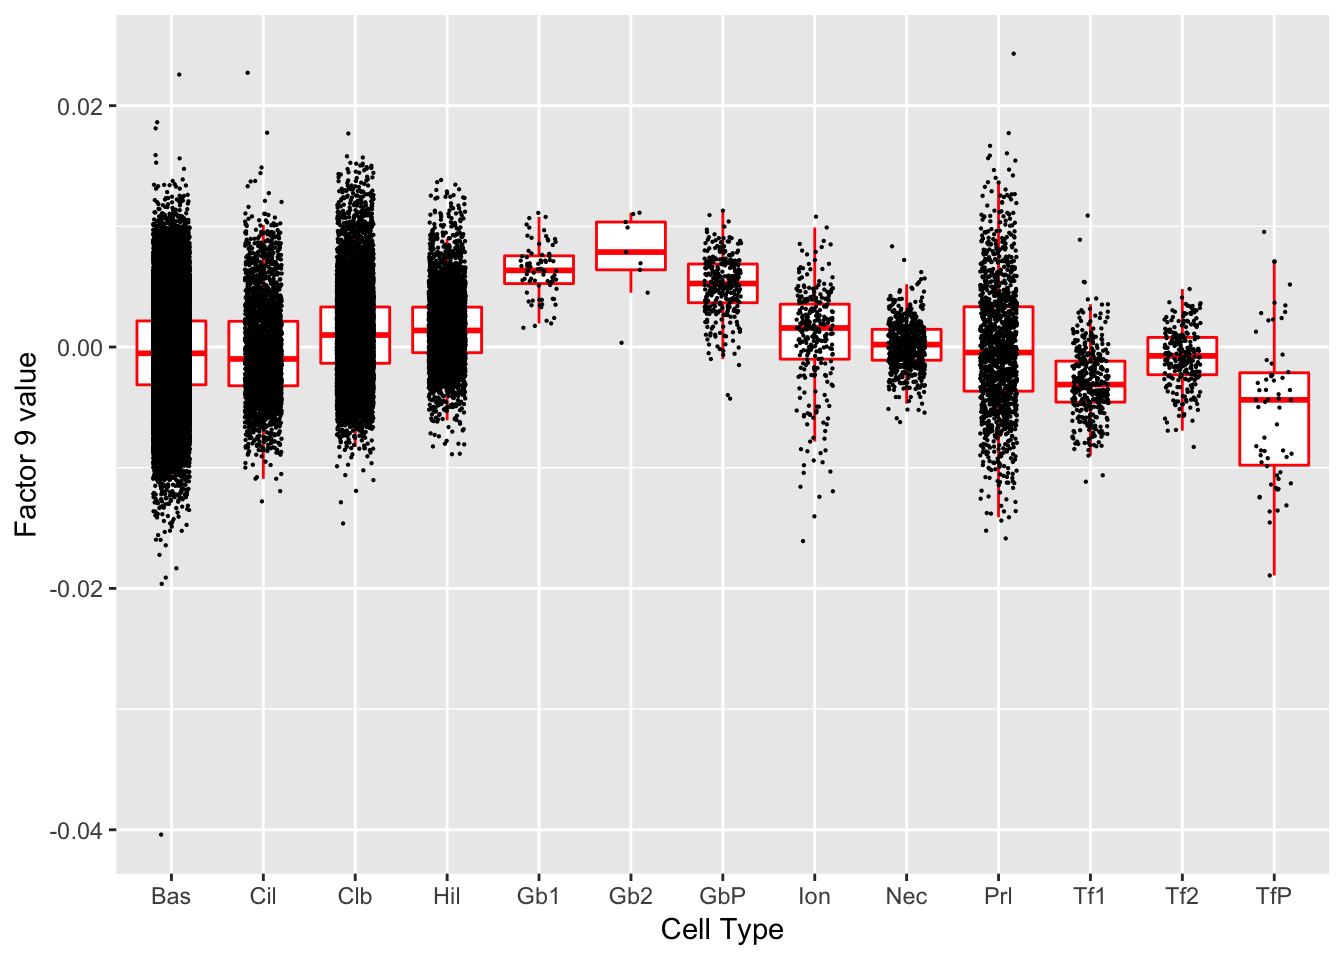 Factor 9 value
0.02
0.00
-0.02
-0.04
Bas Cil Clb Hil Gb1 Gb2 GbP Ion Nec Prl Tf1 Tf2 TfP
Cell Type